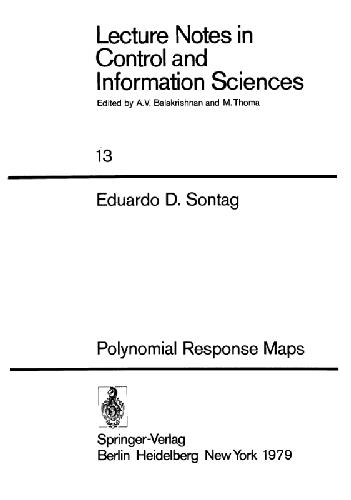 Lecture Notes in
Control and
Information Sciences
Edited by A.V. Balakrishnan and M. Thoma
13
Eduardo D. Sontag
Polynomial Response Maps
Springer-Verlag
Berlin Heidelberg New York 1979